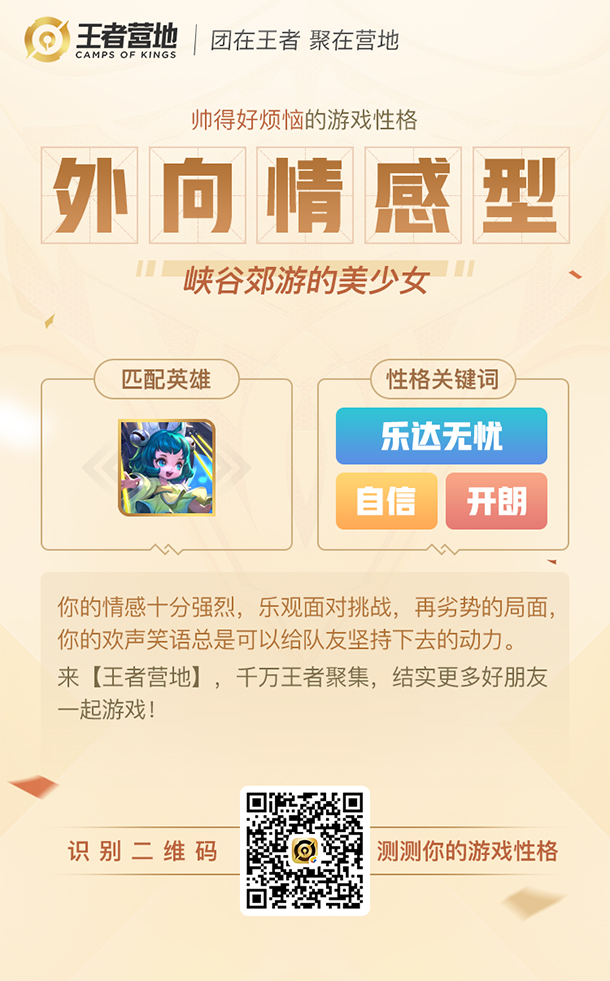 王者营地
CAMPS OF KINGS
团在王者 聚在营地
帅得好烦恼的游戏性格
外向情感型
峡谷郊游的美少女
匹配英雄
性格关键词
乐达无忧
自信
开朗
你的情感十分强烈，乐观面对挑战，再劣势的局面，
你的欢声笑语总是可以给队友坚持下去的动力。
来【王者营地】，千万王者聚集，结实更多好朋友
一起游戏！
识别二维码
测测你的游戏性格